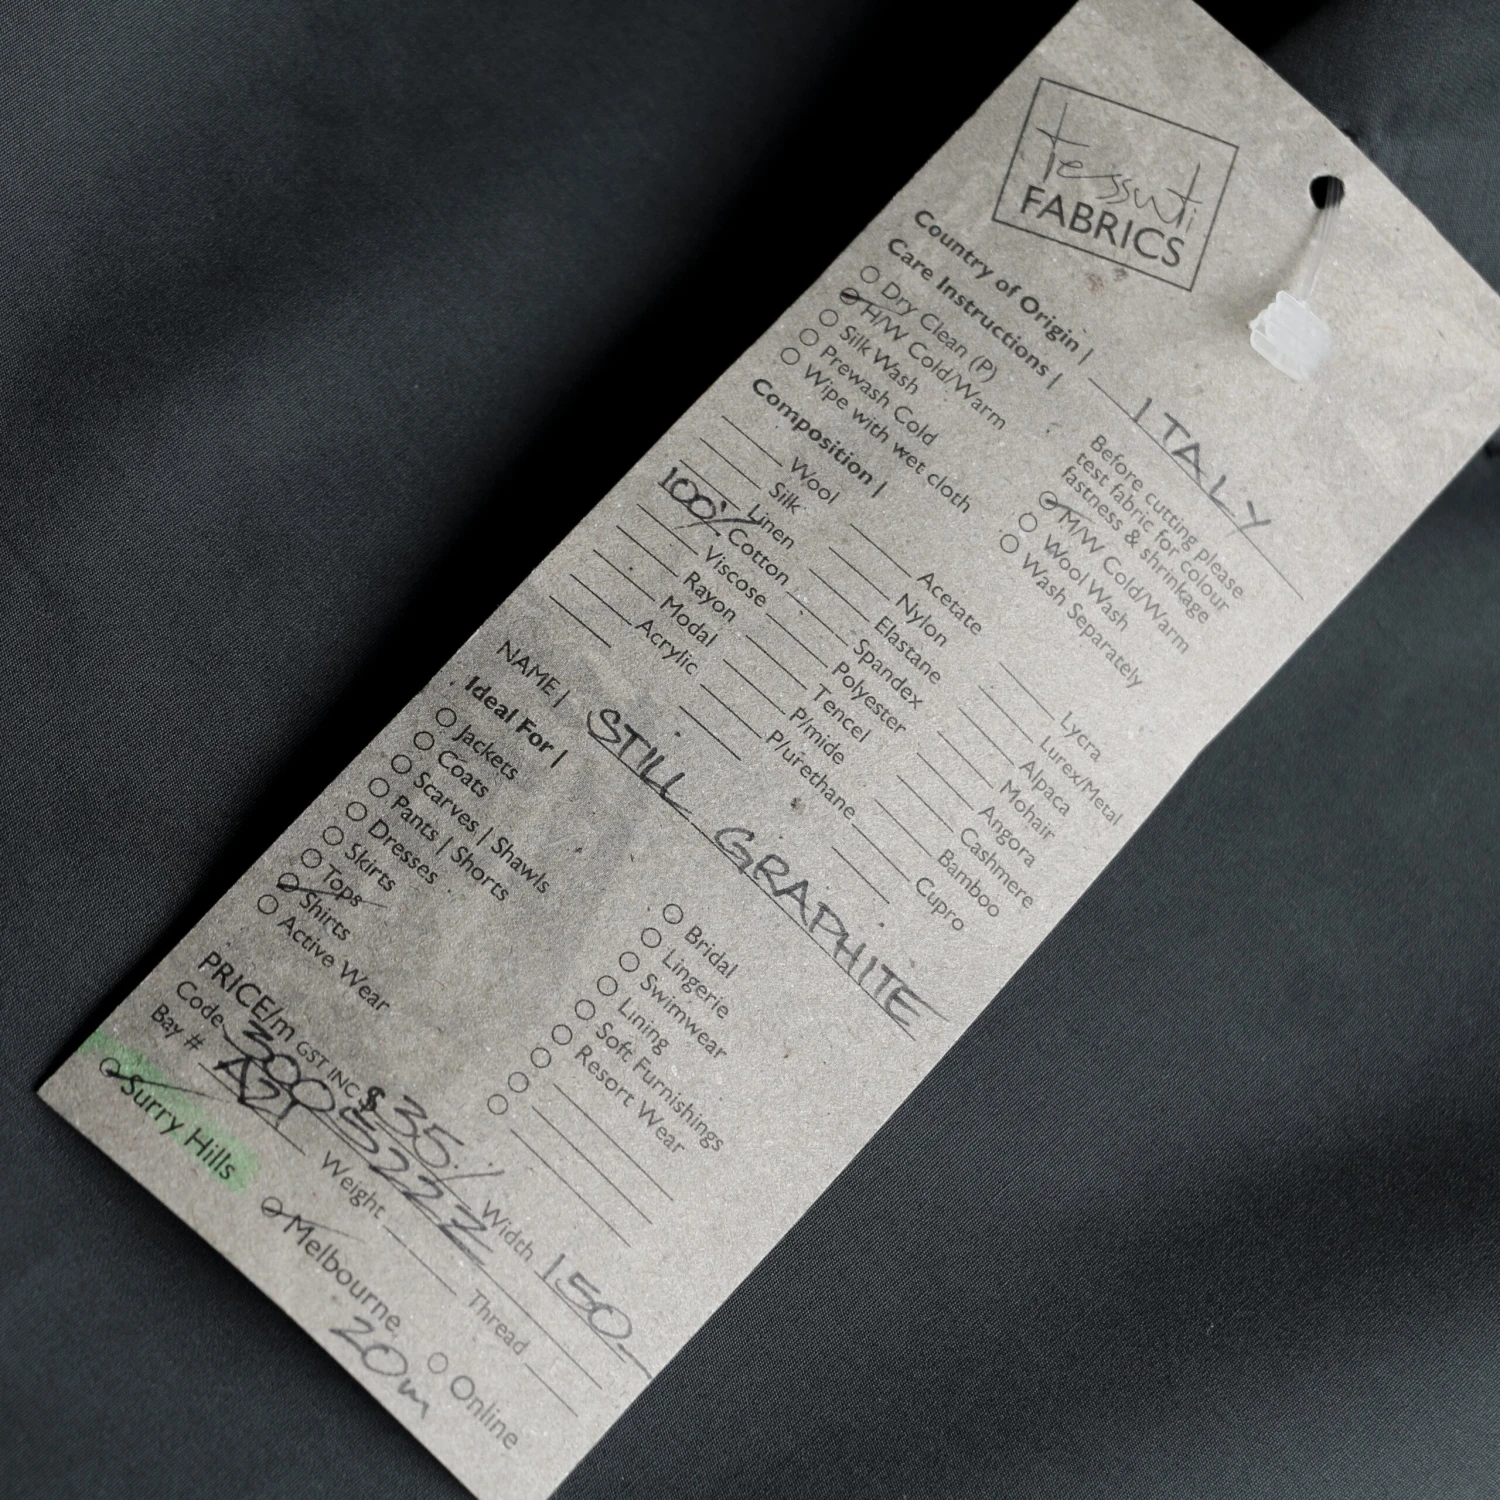 tessuti
FABRICS
Country of Origin | ITALY
Care Instructions |
Dry Clean (P)
H/W Cold/Warm
Silk Wash
Prewash Cold
Wipe with wet cloth
Before cutting please
test fabric for colour
fastness & shrinkage
M/W Cold/Warm
Wool Wash
Wash Separately
Composition |
Wool
Silk
Linen
100% Cotton
Viscose
Rayon
Modal
Acrylic
Acetate
Nylon
Elastane
Spandex
Polyester
Tencel
P/mide
P/urethane
Lycra
Lurex/Metal
Alpaca
Mohair
Angora
Cashmere
Bamboo
Cupro
NAME | STILL GRAPHITE
Ideal For |
Jackets
Coats
Scarves | Shawls
Pants | Shorts
Dresses
Skirts
Tops
Shirts
Active Wear
Bridal
Lingerie
Swimwear
Lining
Soft Furnishings
Resort Wear
PRICE/m GST INC $ 35./ Width 150
Code
Bay #
Weight
Thread
Surry Hills
Melbourne
Online
20m